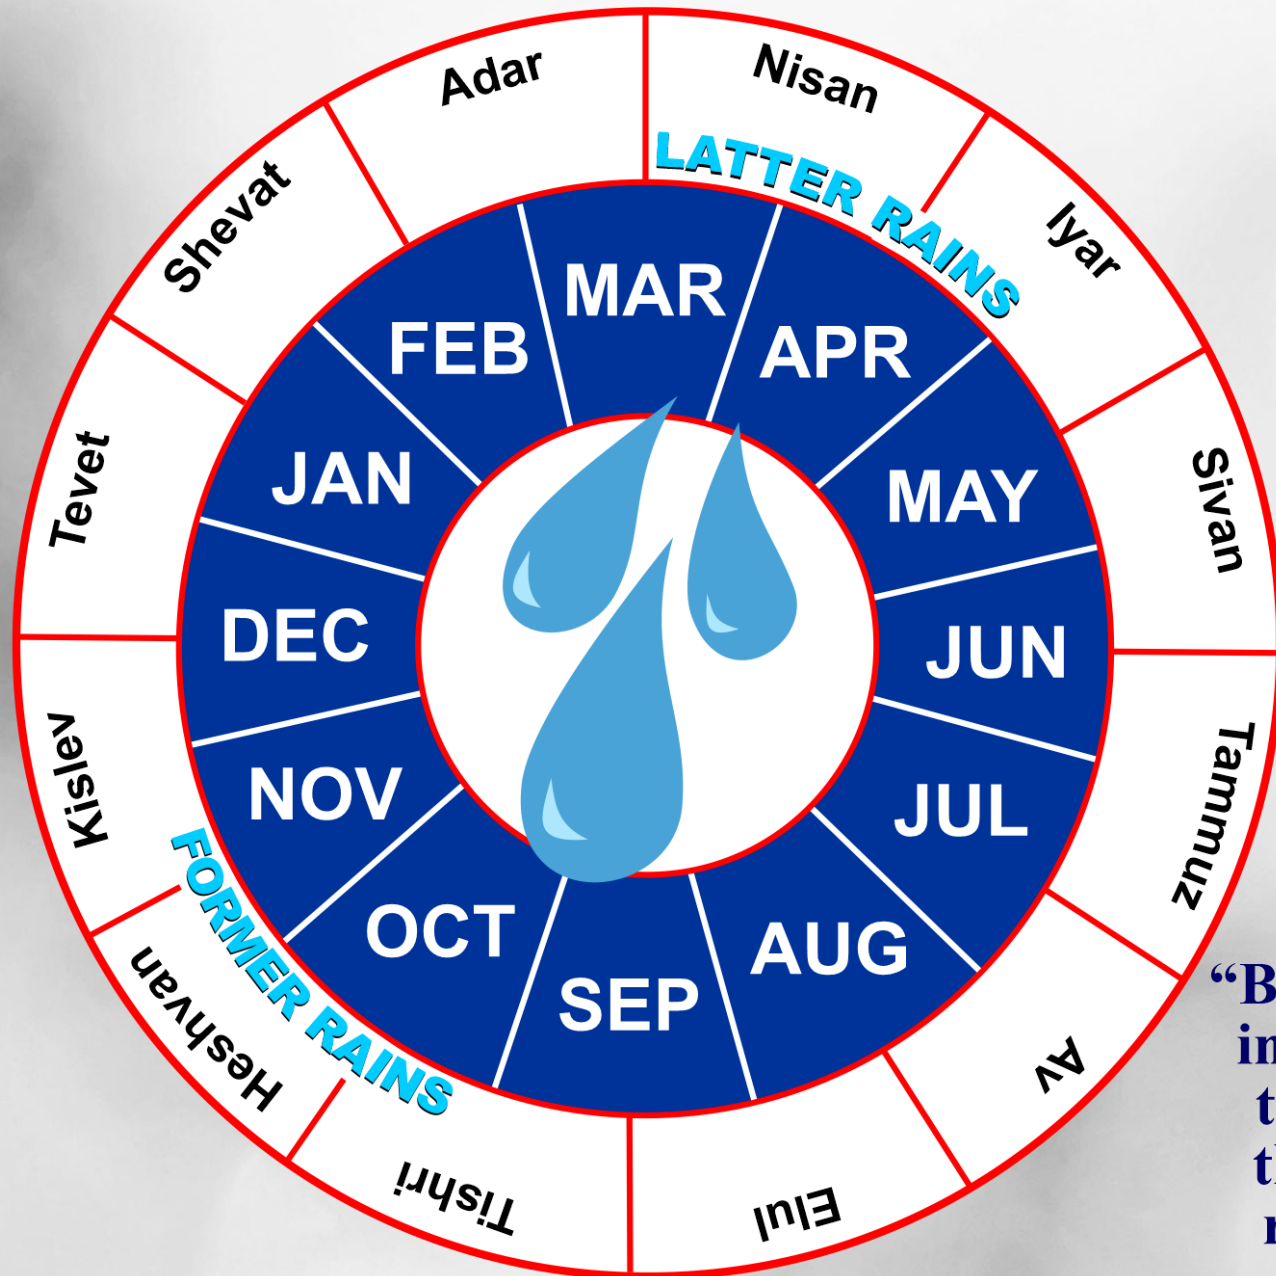 Adar
Nisan
Shevat
LATTER RAINS
Iyar
MAR
FEB
APR
Tevet
JAN
MAY
Sivan
DEC
JUN
Kislev
NOV
JUL
Tammuz
FORMER RAINS
OCT
AUG
SEP
Heshvan
Av
Tishri
Elul